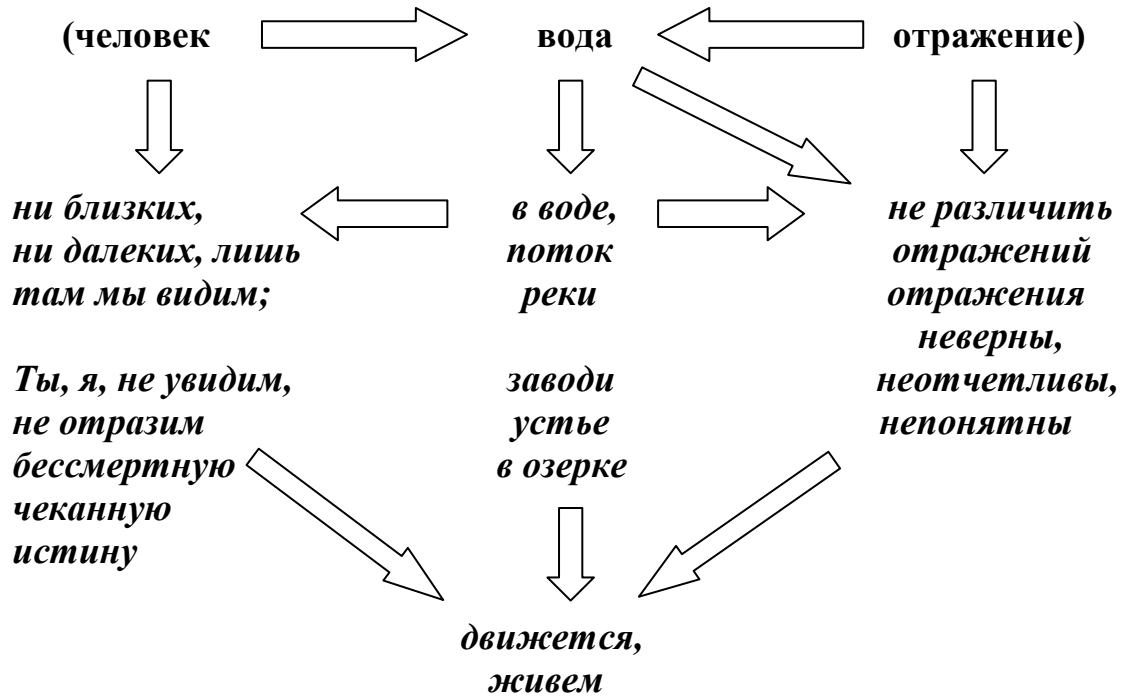 (человек
вода
отражение)
ни близких,
ни далеких, лишь
там мы видим;
Ты, я, не увидим,
не отразим
бессмертную
чеканную
истину
в воде,
поток
реки
заводи
устье
в озерке
не различить
отражений
отражения
неверны,
неотчетливы,
непонятны
движется,
живем